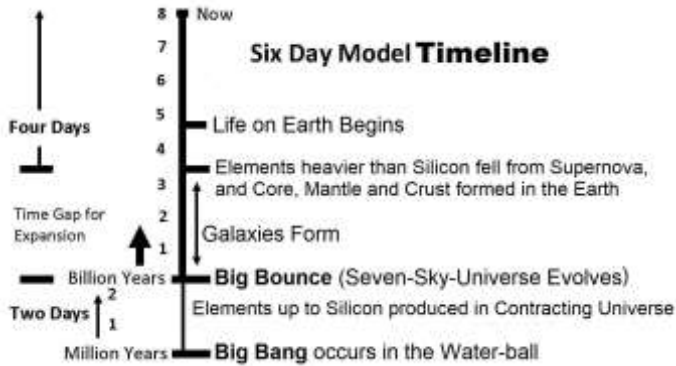 8 Now
7
Six Day Model Timeline
6
5
Life on Earth Begins
Four Days
4
Elements heavier than Silicon fell from Supernova,
and Core, Mantle and Crust formed in the Earth
3
Time Gap for
Expansion
2
Galaxies Form
1
Billion Years Big Bounce (Seven-Sky-Universe Evolves)
2
Two Days
Elements up to Silicon produced in Contracting Universe
1
Million Years Big Bang occurs in the Water-ball